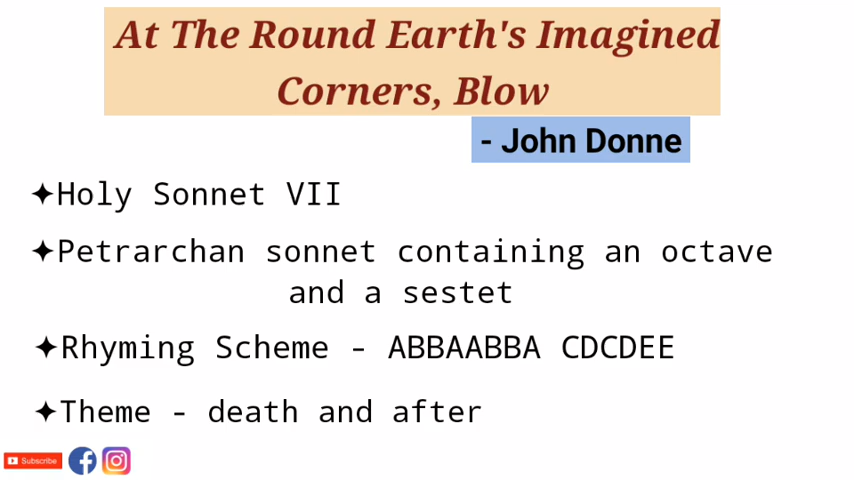 At The Round Earth's Imagined
Corners, Blow
- John Donne
✦Holy Sonnet VII
✦Petrarchan sonnet containing an octave
and a sestet
✦Rhyming Scheme - ABBAABBA CDCDEE
✦Theme - death and after
Subscribe